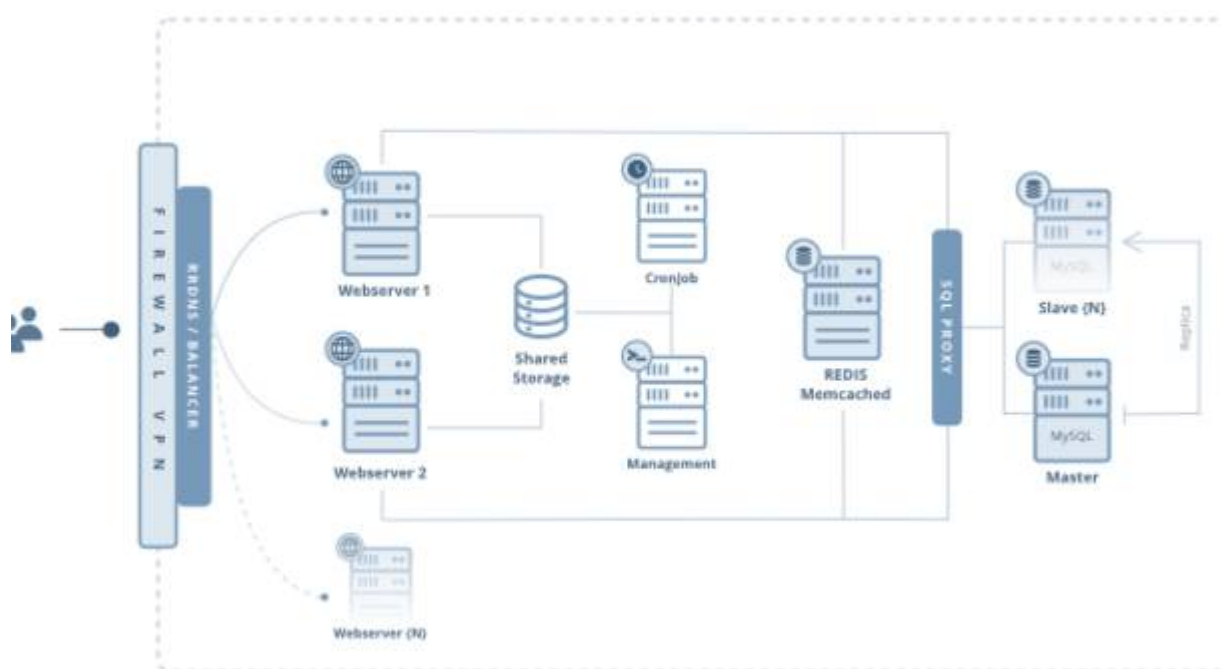 FIREWALL VPN
RRDNS / BALANCER
Webserver 1
Webserver 2
Webserver {N}
Shared
Storage
CronJob
Management
REDIS
Memcached
SQL PROXY
MySQL
Slave {N}
MySQL
Master
Replica